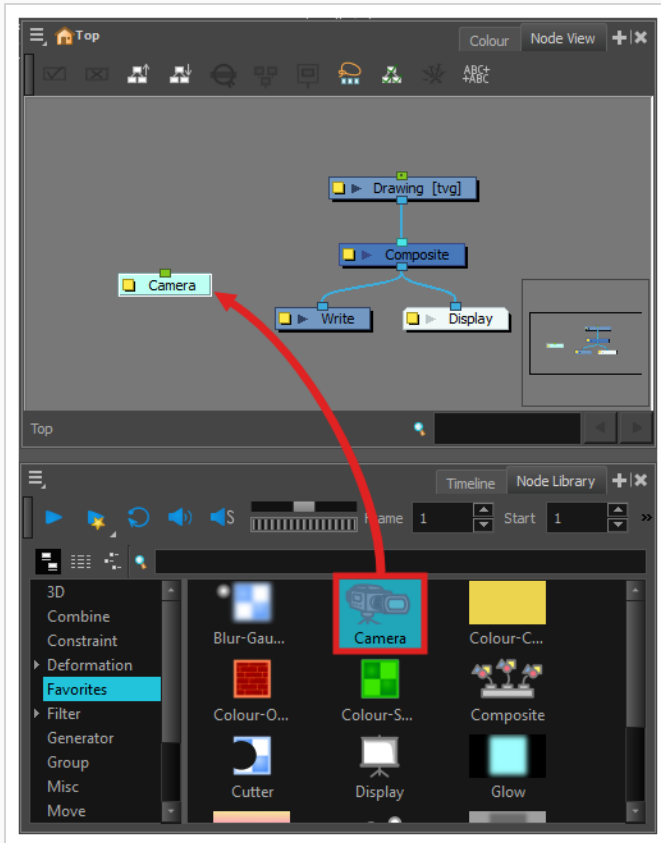 Top
Colour
Node View
ABC+
+ABC
Drawing [tvg]
Composite
Camera
Write
Display
Top
Timeline
Node Library
S
Frame 1
Start 1
3D
Combine
Constraint
Deformation
Favorites
Filter
Generator
Group
Misc
Move
Blur-Gau...
Camera
Colour-C...
Colour-O...
Colour-S...
Composite
Cutter
Display
Glow